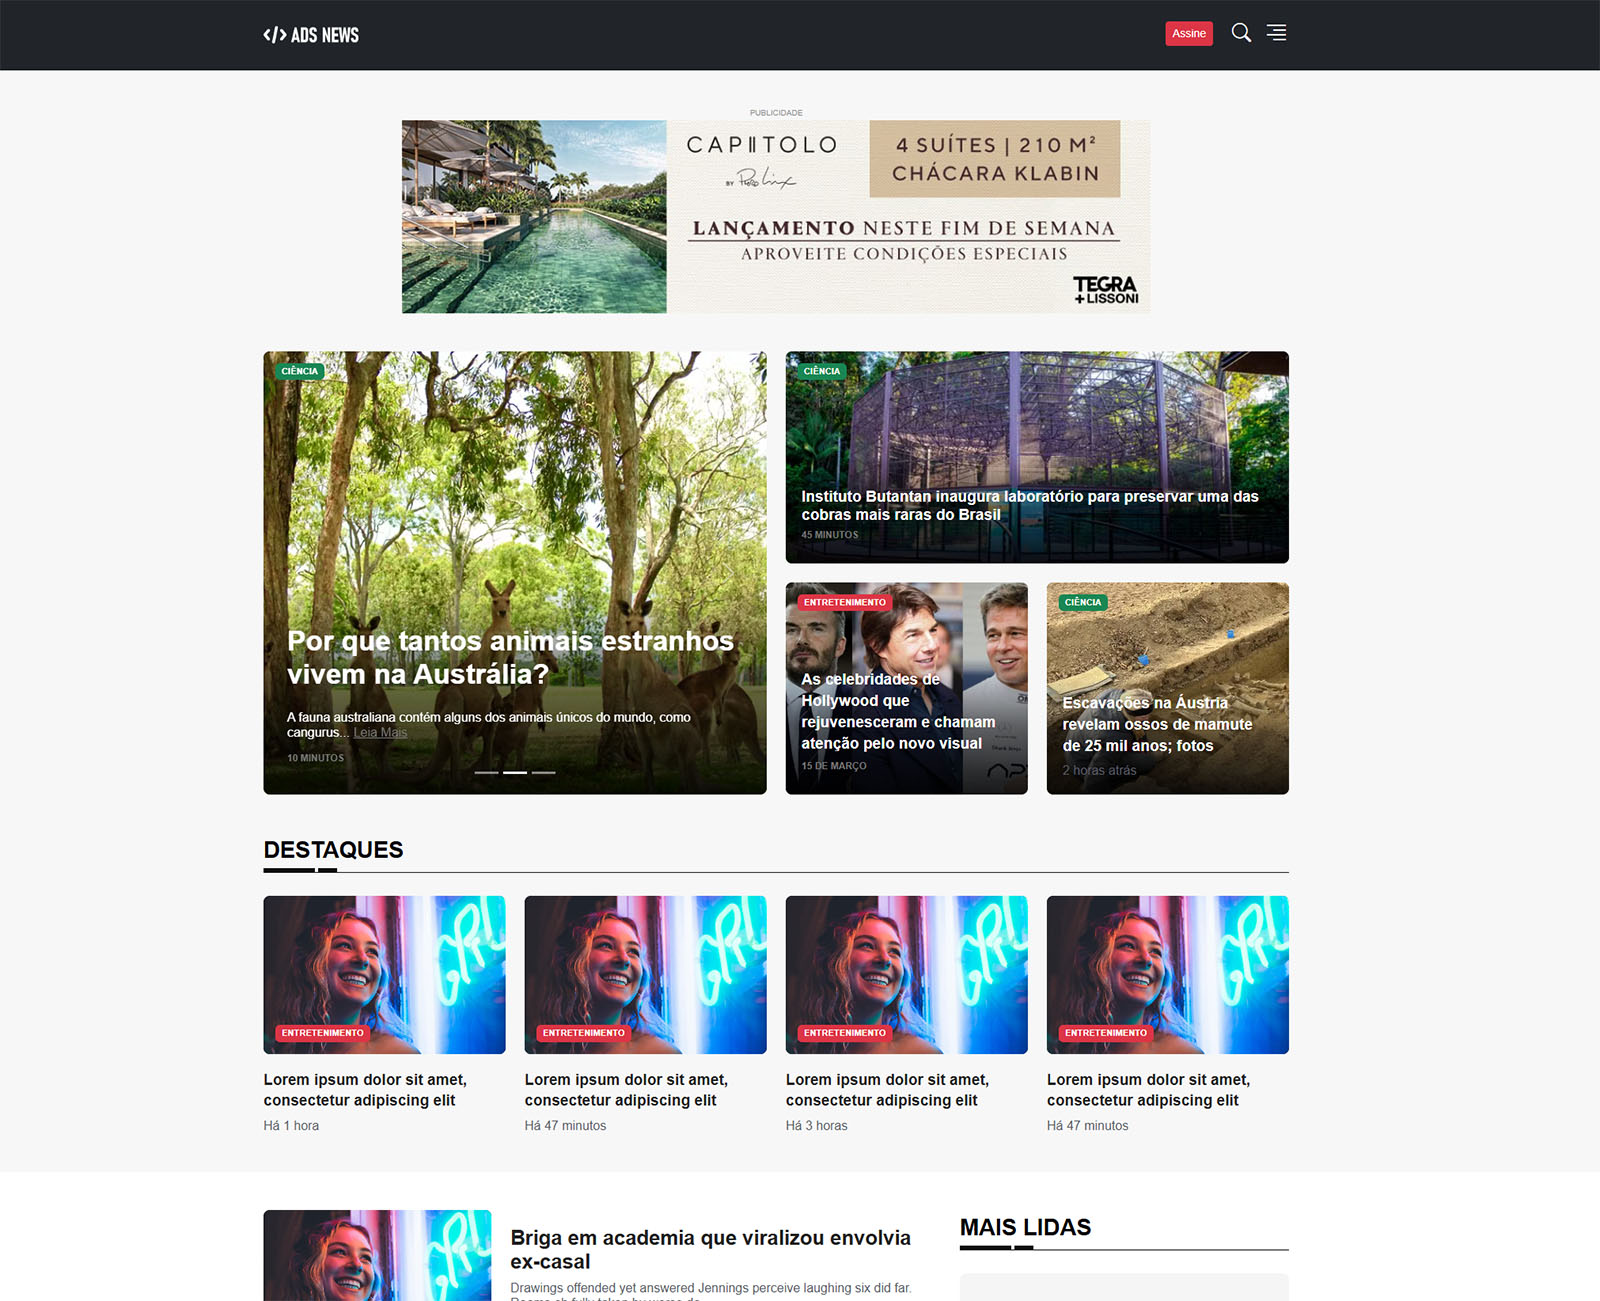 </> ADS NEWS
Assine
PUBLICIDADE
CAPIITOLO
BY
4 SUÍTES | 210 M²
CHÁCARA KLABIN
LANÇAMENTO NESTE FIM DE SEMANA
APROVEITE CONDIÇÕES ESPECIAIS
TEGRA
+LISSONI
CIÊNCIA
Por que tantos animais estranhos
vivem na Austrália?
A fauna australiana contém alguns dos animais únicos do mundo, como
cangurus... Leia Mais
10 MINUTOS
CIÊNCIA
Instituto Butantan inaugura laboratório para preservar uma das
cobras mais raras do Brasil
45 MINUTOS
ENTRETENIMENTO
As celebridades de
Hollywood que
rejuvenesceram e chamam
atenção pelo novo visual
15 DE MARÇO
CIÊNCIA
Escavações na Áustria
revelam ossos de mamute
de 25 mil anos; fotos
2 horas atrás
DESTAQUES
ENTRETENIMENTO
Lorem ipsum dolor sit amet,
consectetur adipiscing elit
Há 1 hora
ENTRETENIMENTO
Lorem ipsum dolor sit amet,
consectetur adipiscing elit
Há 47 minutos
ENTRETENIMENTO
Lorem ipsum dolor sit amet,
consectetur adipiscing elit
Há 3 horas
ENTRETENIMENTO
Lorem ipsum dolor sit amet,
consectetur adipiscing elit
Há 47 minutos
Briga em academia que viralizou envolvia
ex-casal
Drawings offended yet answered Jennings perceive laughing six did far.
MAIS LIDAS